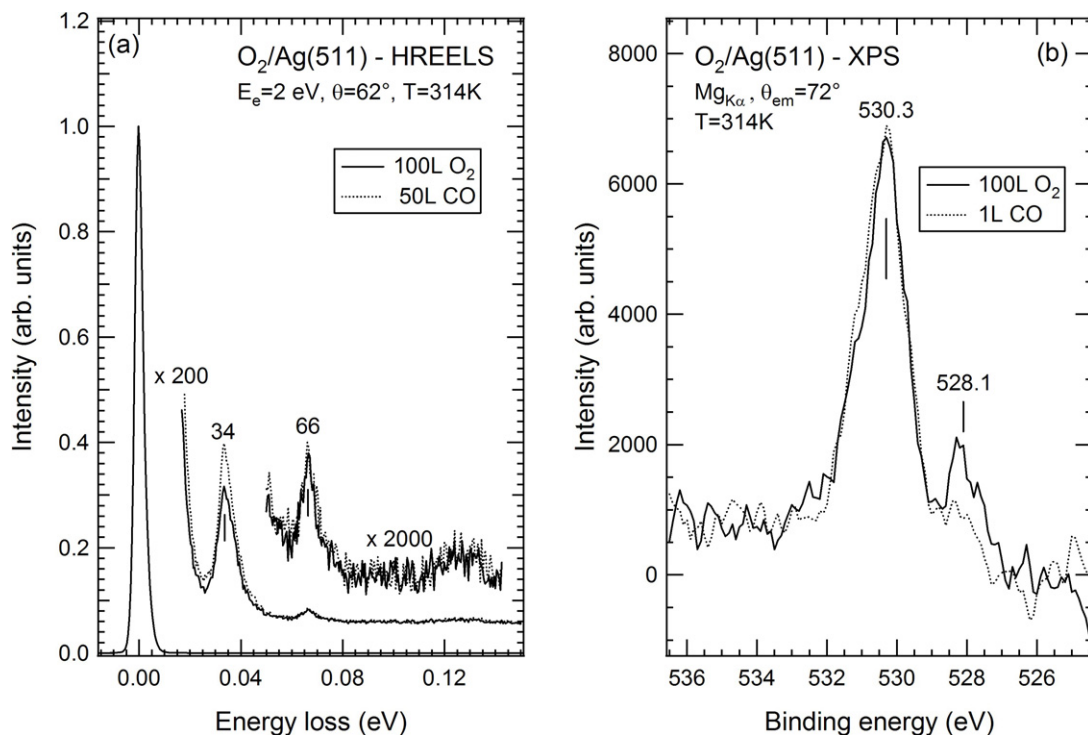 (a)
O₂/Ag(511) - HREELS
Eₑ=2 eV, θ=62°, T=314K
100L O₂
50L CO
x 200
34
66
x 2000
1.2
1.0
0.8
0.6
0.4
0.2
0.0
Intensity (arb. units)
0.00 0.04 0.08 0.12
Energy loss (eV)
(b)
O₂/Ag(511) - XPS
Mg_Kα, θ_em=72°
T=314K
530.3
100L O₂
1L CO
528.1
8000
6000
4000
2000
0
Intensity (arb. units)
536 534 532 530 528 526
Binding energy (eV)